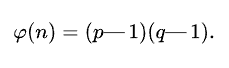 φ(n) = (p—1)(q—1).